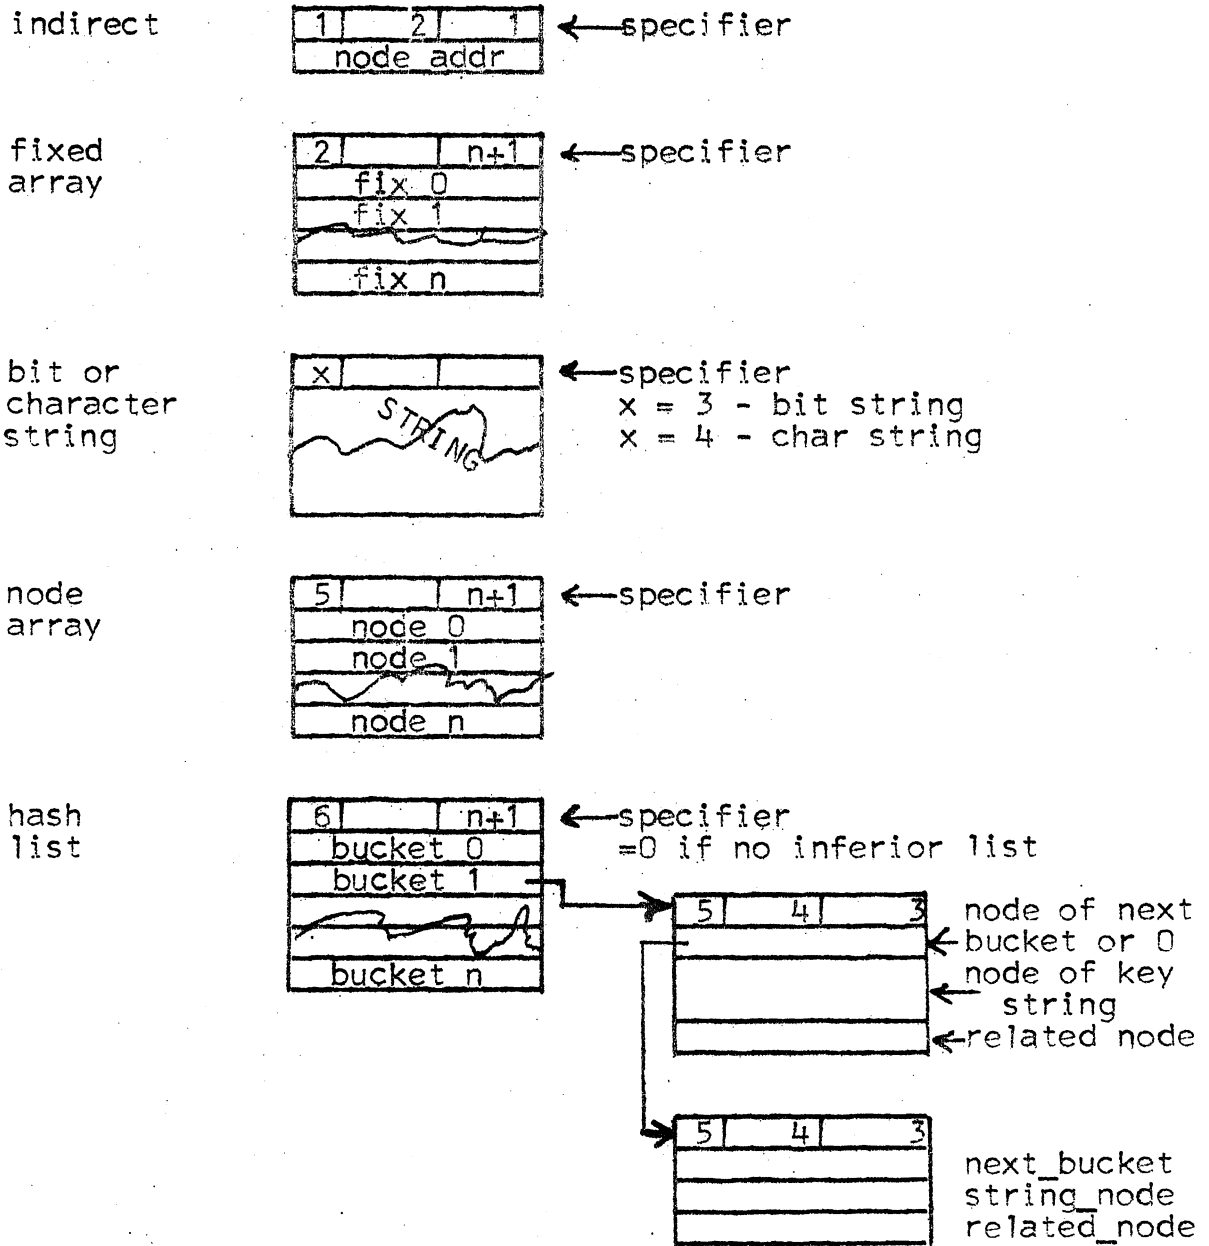 indirect
1 2 1 specifier
node addr
fixed
array
2 n+1 specifier
fix 0
fix 1
fix n
bit or
character
string
x specifier
x = 3 - bit string
x = 4 - char string
STRING
node
array
5 n+1 specifier
node 0
node 1
node n
hash
list
6 n+1 specifier
=0 if no inferior list
bucket 0
bucket 1
bucket n
5 4 3
node of next
bucket or 0
node of key
string
related node
5 4 3
next_bucket
string_node
related_node